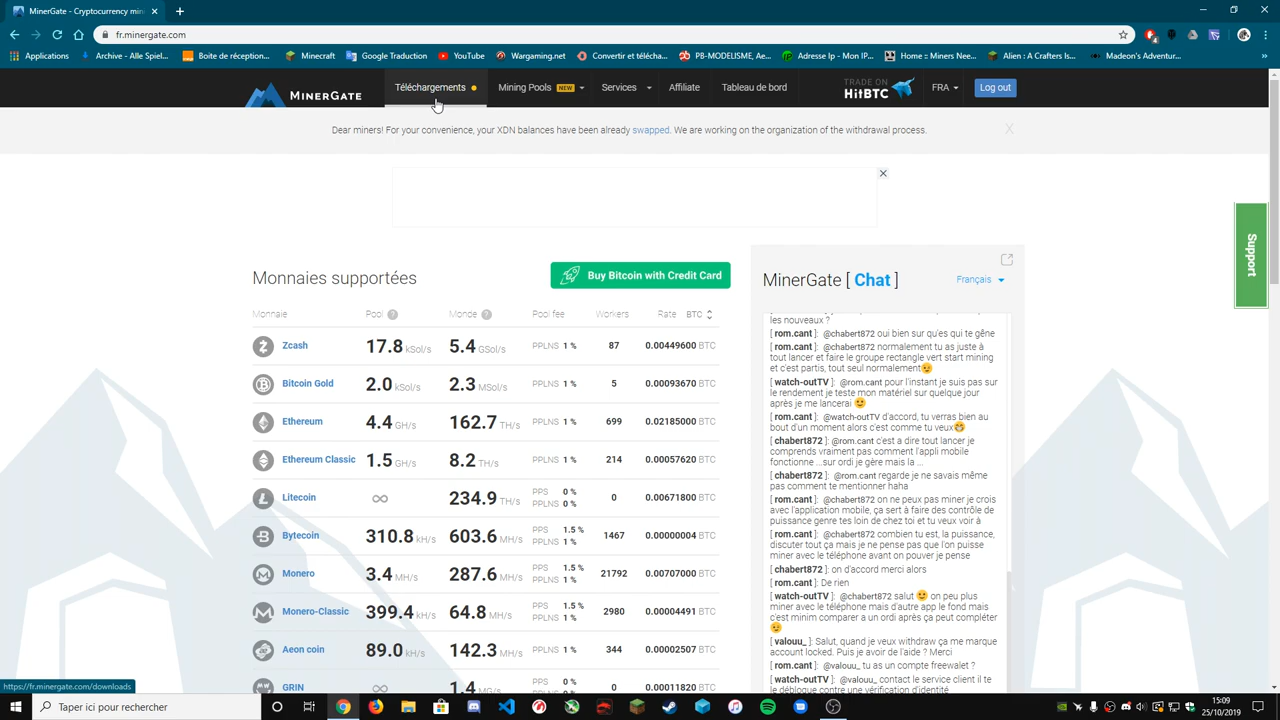 MinerGate - Cryptocurrency mini
fr.minergate.com
Applications
Archive - Alle Spiel...
Boite de réception...
Minecraft
Google Traduction
YouTube
Wargaming.net
Convertir et télécha...
PB-MODELISME, Ae...
Adresse Ip - Mon IP...
Home :: Miners Nee...
Alien : A Crafters Is...
Madeon's Adventur...
MINERGATE
Téléchargements
Mining Pools NEW
Services
Affiliate
Tableau de bord
TRADE ON
HitBTC
FRA
Log out
Dear miners! For your convenience, your XDN balances have been already swapped. We are working on the organization of the withdrawal process.
X
Support
Monnaies supportées
Buy Bitcoin with Credit Card
Monnaie Pool ? Monde ? Pool fee Workers Rate BTC
Zcash 17.8 kSol/s 5.4 GSol/s PPLNS 1 % 87 0.00449600 BTC
Bitcoin Gold 2.0 kSol/s 2.3 MSol/s PPLNS 1 % 5 0.00093670 BTC
Ethereum 4.4 GH/s 162.7 TH/s PPLNS 1 % 699 0.02185000 BTC
Ethereum Classic 1.5 GH/s 8.2 TH/s PPLNS 1 % 214 0.00057620 BTC
Litecoin ∞ 234.9 TH/s PPS 0 % PPLNS 0 % 0 0.00671800 BTC
Bytecoin 310.8 kH/s 603.6 MH/s PPS 1.5 % PPLNS 1 % 1467 0.00000004 BTC
Monero 3.4 MH/s 287.6 MH/s PPS 1.5 % PPLNS 1 % 21792 0.00707000 BTC
Monero-Classic 399.4 kH/s 64.8 MH/s PPS 1.5 % PPLNS 1 % 2980 0.00004491 BTC
Aeon coin 89.0 kH/s 142.3 MH/s PPLNS 1 % 344 0.00002507 BTC
GRIN ∞ 1.4 MG/s PPLNS 1 % 0 0.00011820 BTC
MinerGate [ Chat ]
Français
les nouveaux ?
[ rom.cant ]: @chabert872 oui bien sur qu'es qui te gêne
[ rom.cant ]: @chabert872 normalement tu as juste à
tout lancer et faire le groupe rectangle vert start mining
et c'est partis, tout seul normalement😉
[ watch-outTV ]: @rom.cant pour l'instant je suis pas sur
le rendement je teste mon matériel sur quelque jour
après je me lancerai 😉
[ rom.cant ]: @watch-outTV d'accord, tu verras bien au
bout d'un moment alors c'est comme tu veux😁
[ chabert872 ]: @rom.cant c'est a dire tout lancer je
comprends vraiment pas comment l'appli mobile
fonctionne ...sur ordi je gère mais la ...
[ chabert872 ]: @rom.cant regarde je ne savais même
pas comment te mentionner haha
[ rom.cant ]: @chabert872 on ne peux pas miner je crois
avec l'application mobile, ça sert à faire des contrôle de
puissance genre tes loin de chez toi et tu veux voir à
[ rom.cant ]: @chabert872 combien tu est, la puissance,
discuter tout ça mais je ne pense pas que l'on puisse
miner avec le téléphone avant on pouver je pense
[ chabert872 ]: on d'accord merci alors
[ rom.cant ]: De rien
[ watch-outTV ]: @chabert872 salut 😉 on peu plus
miner avec le téléphone mais d'autre app le fond mais
c'est minim comparer a un ordi après ça peut compléter
😉
[ valouu_ ]: Salut, quand je veux withdraw ça me marque
account locked. Puis je avoir de l'aide ? Merci
[ rom.cant ]: @valouu_ tu as un compte freewalet ?
[ watch-outTV ]: @valouu_ contact le service client il te
le débloque contre une vérification d'identité
https://fr.minergate.com/downloads
Taper ici pour rechercher
15:09
25/10/2019